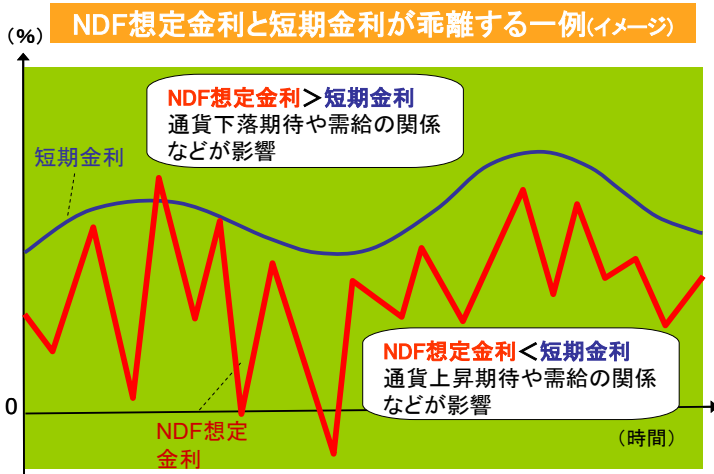 NDF想定金利と短期金利が乖離する一例(イメージ)
(%)
NDF想定金利＞短期金利
通貨下落期待や需給の関係
などが影響
短期金利
NDF想定金利＜短期金利
通貨上昇期待や需給の関係
などが影響
0
NDF想定
金利
(時間)